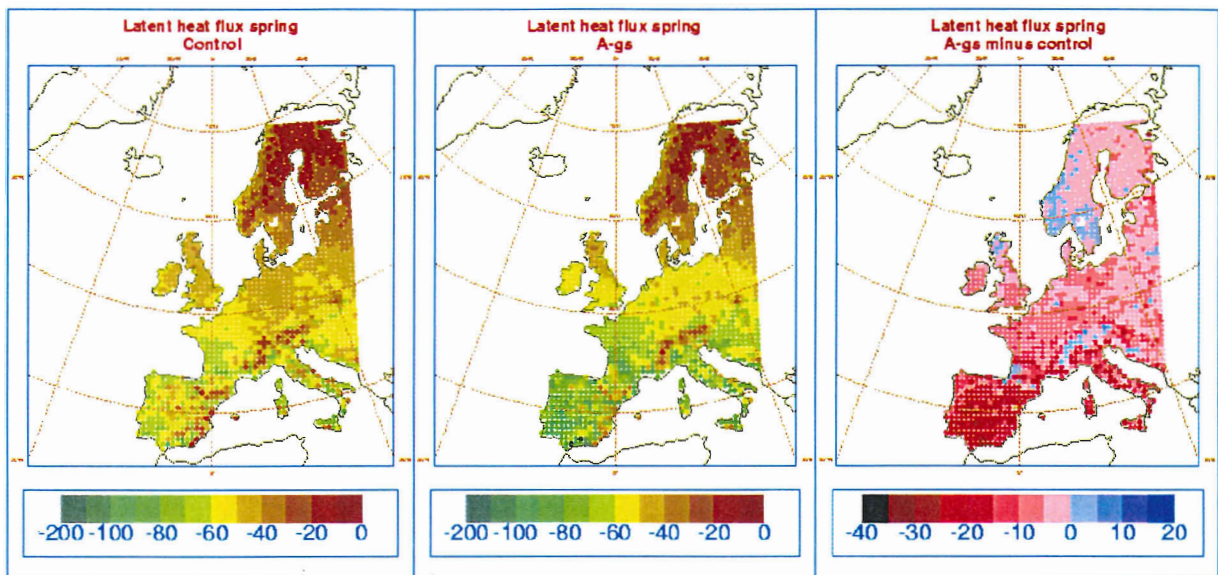 Latent heat flux spring
Control
-200 -100 -80 -60 -40 -20 0
Latent heat flux spring
A-gs
-200 -100 -80 -60 -40 -20 0
Latent heat flux spring
A-gs minus control
-40 -30 -20 -10 0 10 20